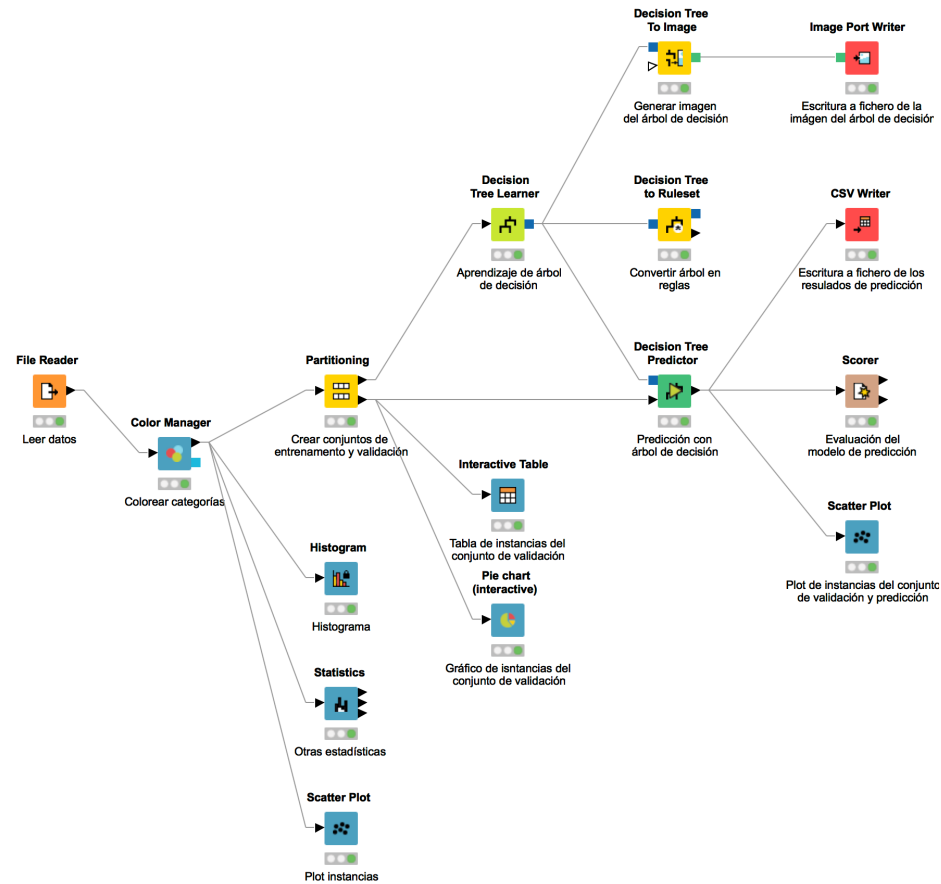 Decision Tree
To Image
Generar imagen
del árbol de decisión
Image Port Writer
Escritura a fichero de la
imágen del árbol de decisión
Decision
Tree Learner
Aprendizaje de árbol
de decisión
Decision Tree
to Ruleset
Convertir árbol en
reglas
CSV Writer
Escritura a fichero de los
resulados de predicción
File Reader
Leer datos
Color Manager
Colorear categorías
Partitioning
Crear conjuntos de
entrenamiento y validación
Decision Tree
Predictor
Predicción con
árbol de decisión
Scorer
Evaluación del
modelo de predicción
Interactive Table
Tabla de instancias del
conjunto de validación
Scatter Plot
Plot de instancias del conjunto
de validación y predicción
Histogram
Histograma
Pie chart
(interactive)
Gráfico de isntancias del
conjunto de validación
Statistics
Otras estadísticas
Scatter Plot
Plot instancias